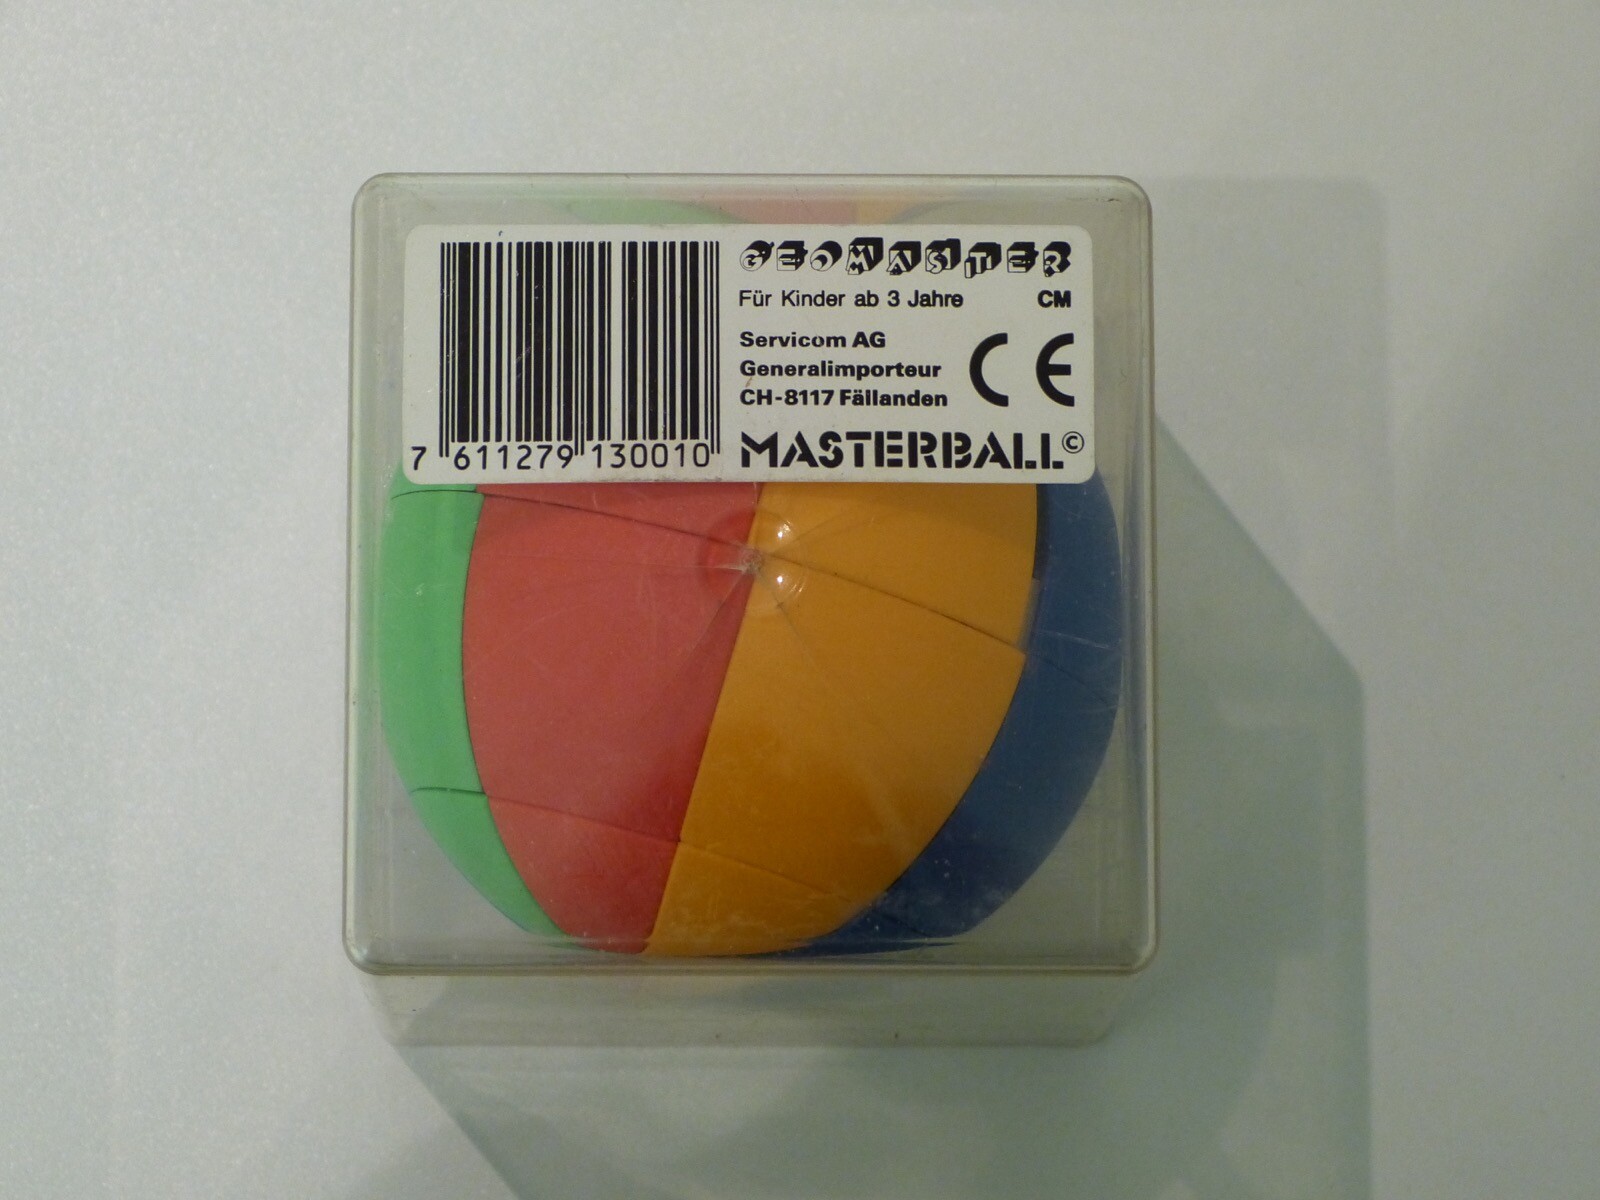 GEOMASTER
Für Kinder ab 3 Jahre CM
Servicom AG
Generalimporteur
CH-8117 Fällanden
CE
MASTERBALL©
7 611279 130010